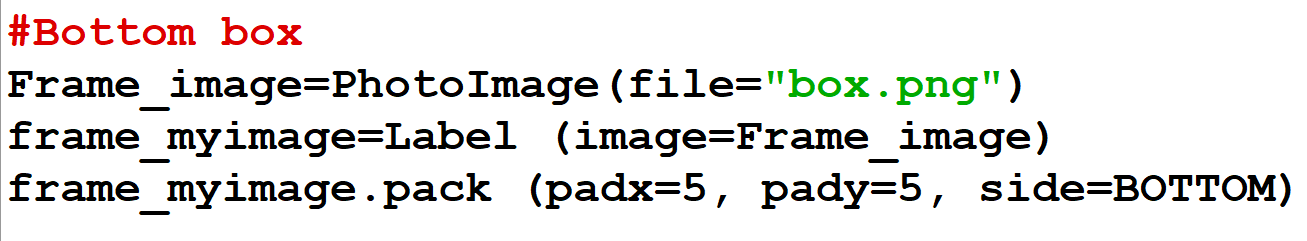 #Bottom box
Frame_image=PhotoImage(file="box.png")
frame_myimage=Label (image=Frame_image)
frame_myimage.pack (padx=5, pady=5, side=BOTTOM)